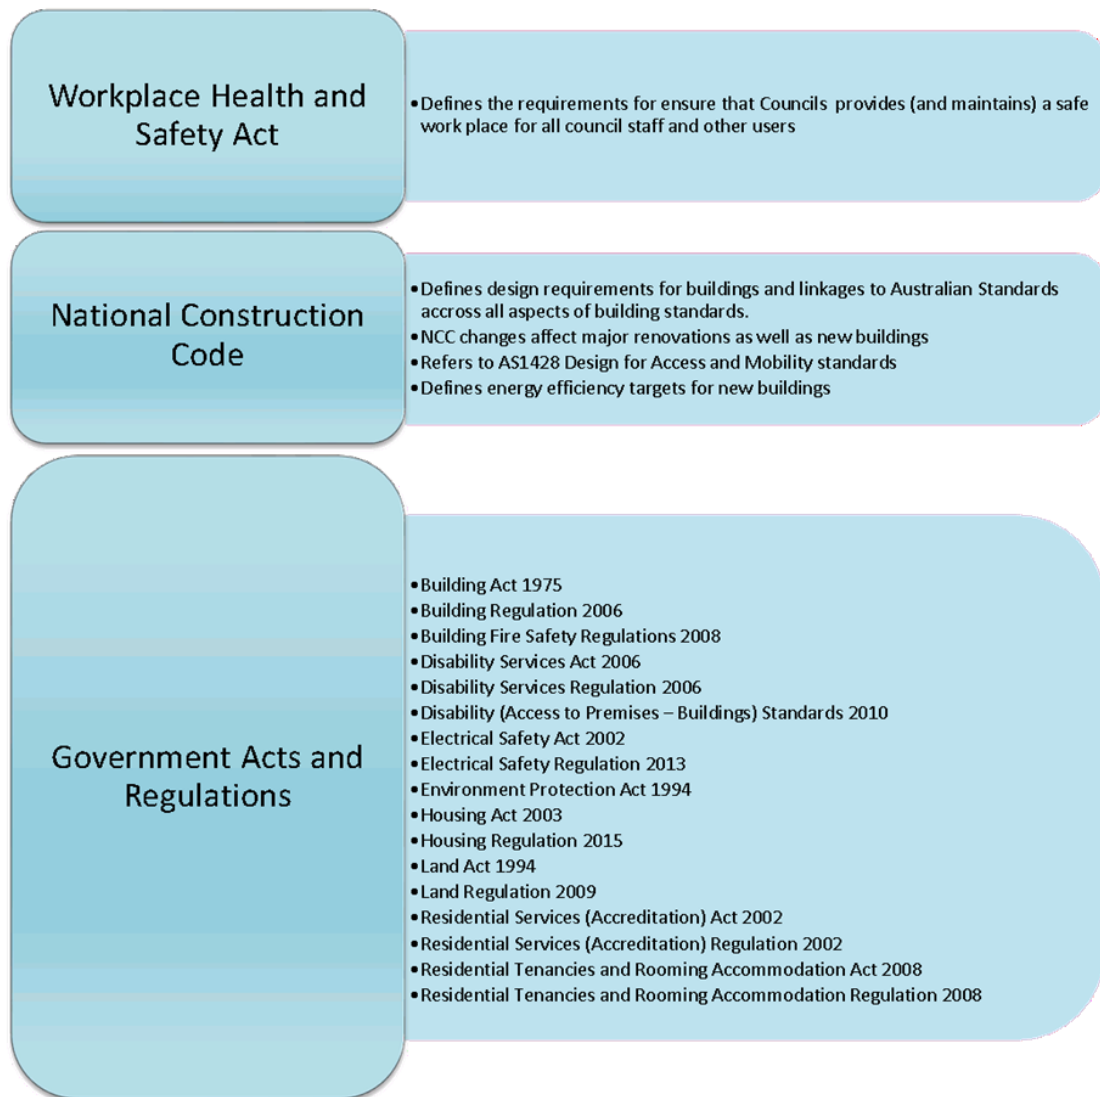 Workplace Health and
Safety Act
•Defines the requirements for ensure that Councils provides (and maintains) a safe
work place for all council staff and other users
National Construction
Code
•Defines design requirements for buildings and linkages to Australian Standards
accross all aspects of building standards.
•NCC changes affect major renovations as well as new buildings
•Refers to AS1428 Design for Access and Mobility standards
•Defines energy efficiency targets for new buildings
Government Acts and
Regulations
•Building Act 1975
•Building Regulation 2006
•Building Fire Safety Regulations 2008
•Disability Services Act 2006
•Disability Services Regulation 2006
•Disability (Access to Premises – Buildings) Standards 2010
•Electrical Safety Act 2002
•Electrical Safety Regulation 2013
•Environment Protection Act 1994
•Housing Act 2003
•Housing Regulation 2015
•Land Act 1994
•Land Regulation 2009
•Residential Services (Accreditation) Act 2002
•Residential Services (Accreditation) Regulation 2002
•Residential Tenancies and Rooming Accommodation Act 2008
•Residential Tenancies and Rooming Accommodation Regulation 2008